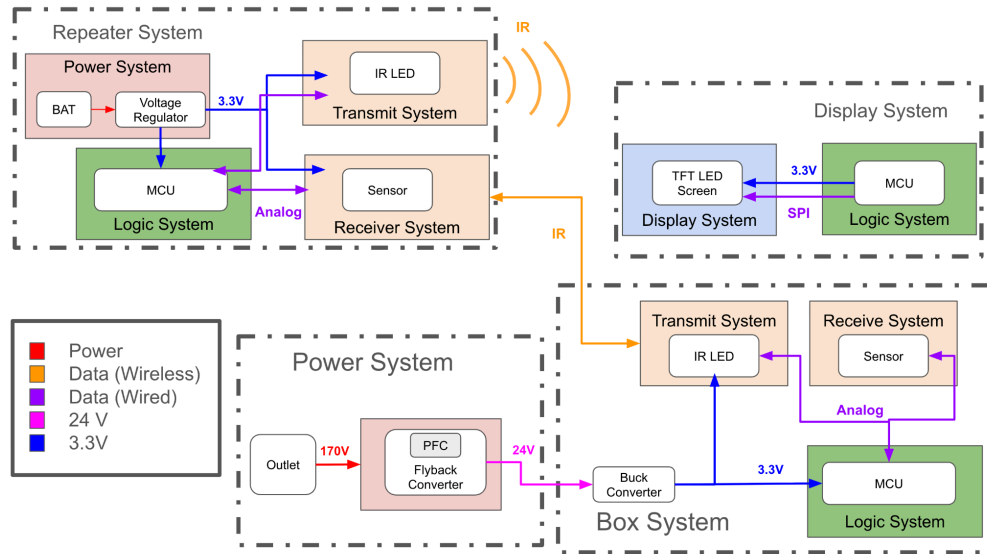 Repeater System
Power System
BAT
Voltage
Regulator
3.3V
MCU
Logic System
IR LED
Transmit System
Analog
Sensor
Receiver System
IR
IR
Display System
TFT LED
Screen
Display System
3.3V
SPI
MCU
Logic System
Power
Data (Wireless)
Data (Wired)
24 V
3.3V
Power System
Outlet
170V
PFC
Flyback
Converter
24V
Transmit System
IR LED
Receive System
Sensor
Analog
Buck
Converter
3.3V
MCU
Logic System
Box System